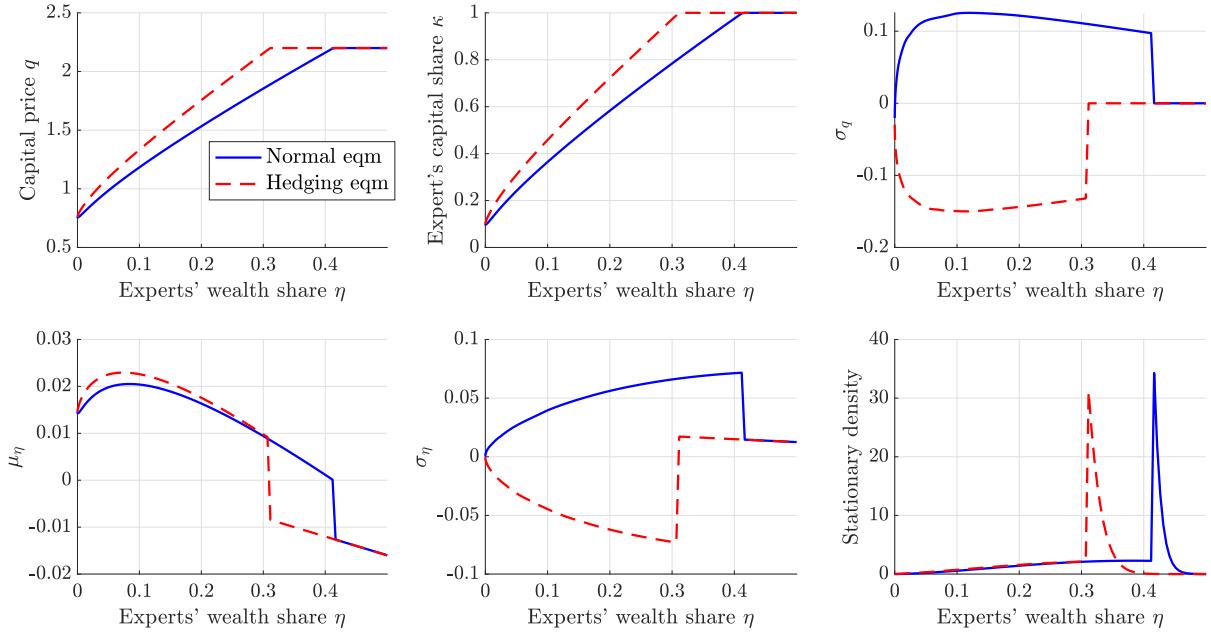 2.5
2
1.5
1
0.5
0 0.1 0.2 0.3 0.4
Capital price q
Experts' wealth share η
Normal eqm
Hedging eqm
1
0.8
0.6
0.4
0.2
0
0 0.1 0.2 0.3 0.4
Expert's capital share κ
Experts' wealth share η
0.1
0
-0.1
-0.2
0 0.1 0.2 0.3 0.4
σq
Experts' wealth share η
0.03
0.02
0.01
0
-0.01
-0.02
0 0.1 0.2 0.3 0.4
μη
Experts' wealth share η
0.1
0.05
0
-0.05
-0.1
0 0.1 0.2 0.3 0.4
ση
Experts' wealth share η
40
30
20
10
0
0 0.1 0.2 0.3 0.4
Stationary density
Experts' wealth share η